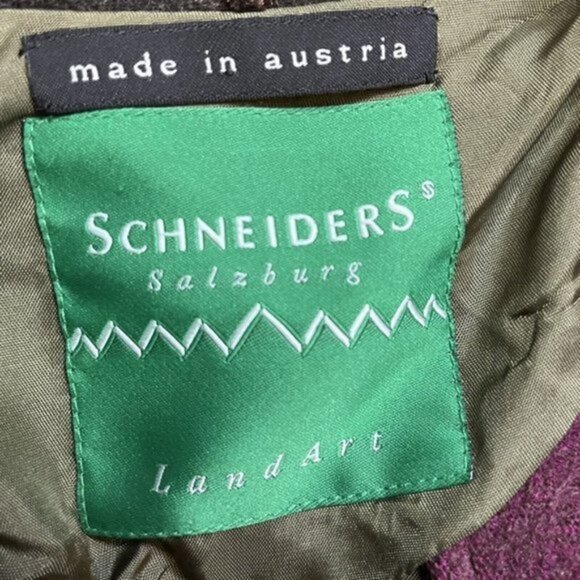 made in austria
SCHNEIDERS S
Salzburg
LandArt